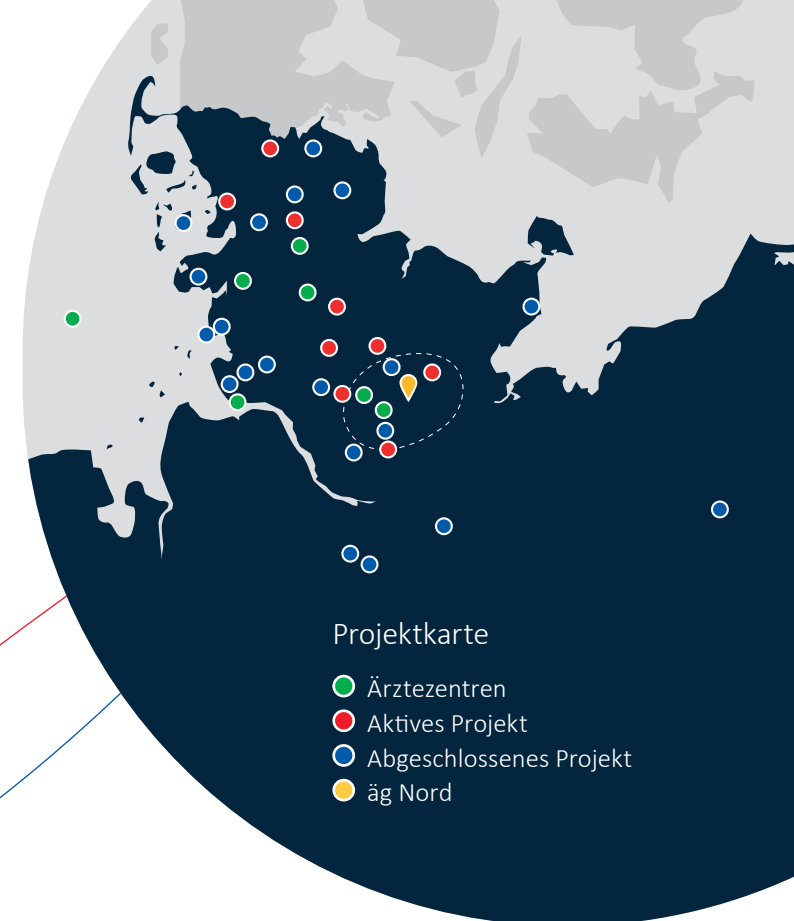 Projektkarte
Ärztezentren
Aktives Projekt
Abgeschlossenes Projekt
äg Nord